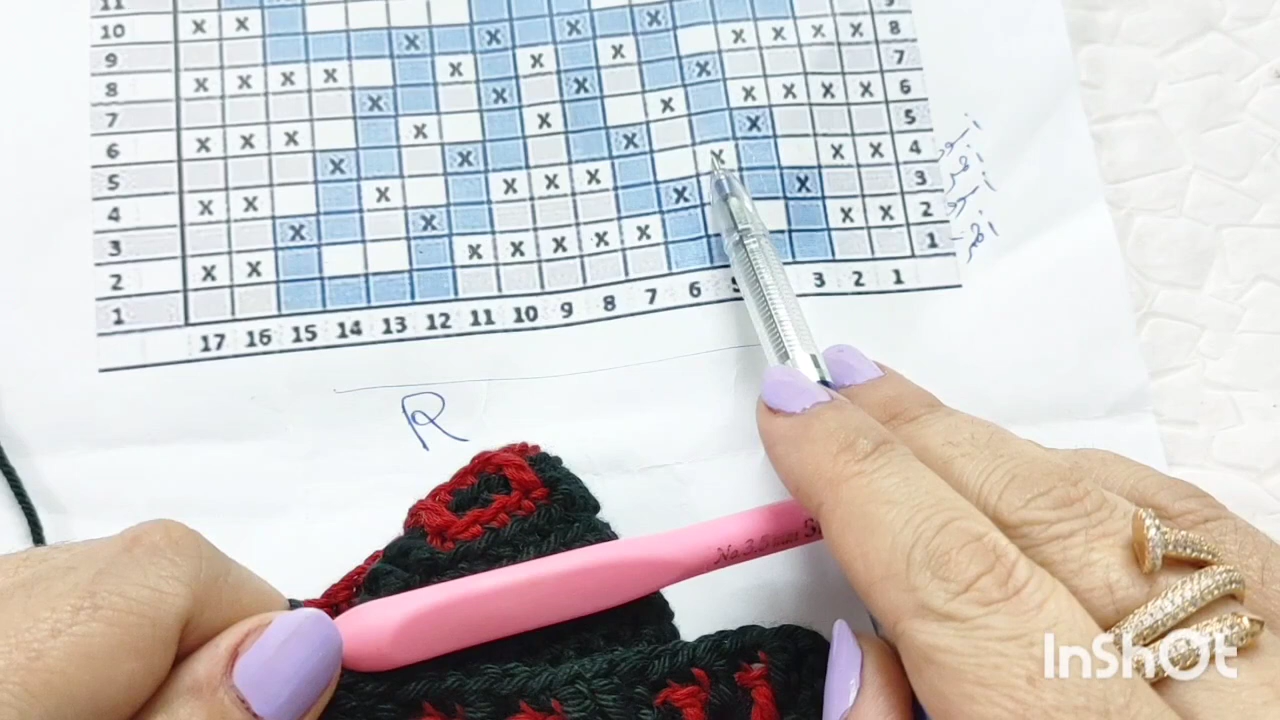 11
10 X X
9 X X X X 9
8 X X X X X X X X X X X 8
7 X X X X 7
6 X X X X X X X X X X 6
5 X X X X 5
4 X X X X X X X X X 4
3 X X X X 3
2 X X X X X X X X X 2
1 1
17 16 15 14 13 12 11 10 9 8 7 6 5 3 2 1
R
No 3.5
InShOt